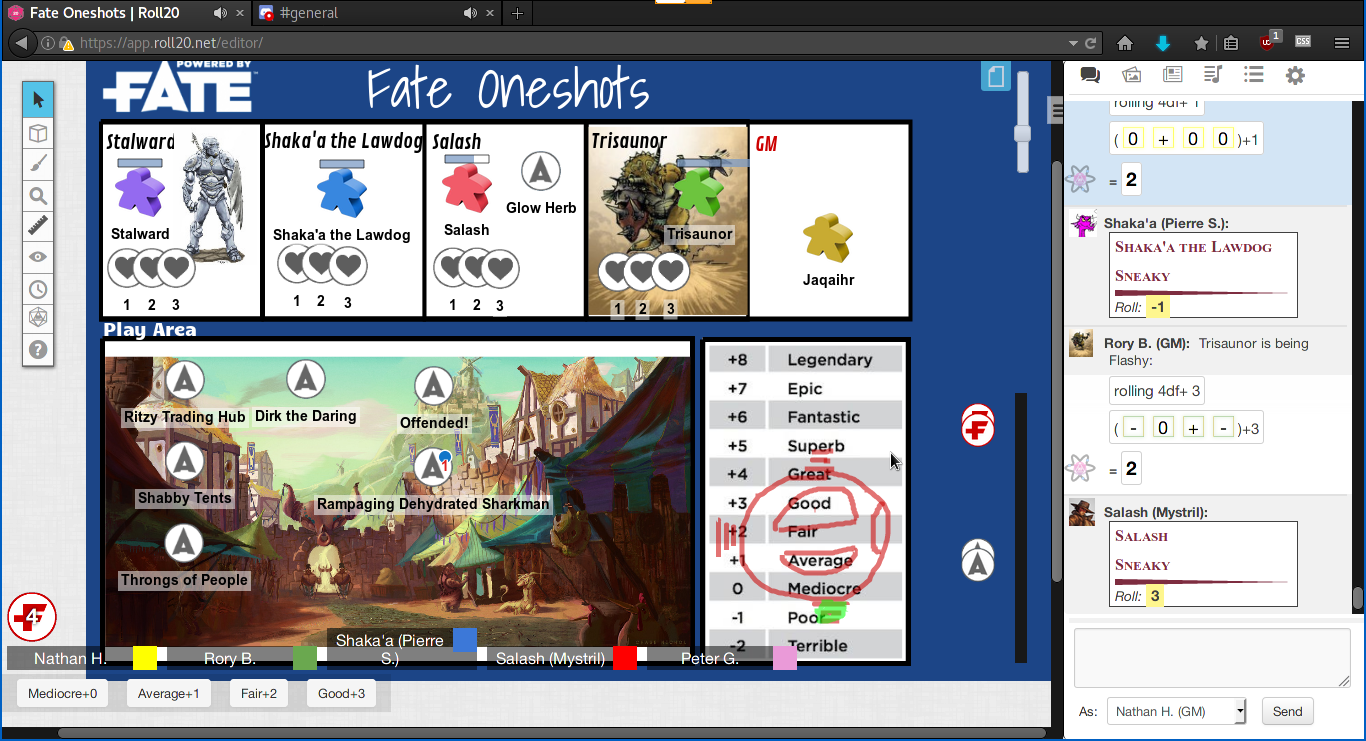 Fate Oneshots | Roll20
#general
https://app.roll20.net/editor/
1
CSS
POWERED BY
FATE™
Fate Oneshots
Stalward
Shaka'a the Lawdog
Salash
Trisaunor
GM
Glow Herb
Stalward
Shaka'a the Lawdog
Salash
Trisaunor
Jaqaihr
1 2 3
1 2 3
1 2 3
1 2 3
Play Area
Ritzy Trading Hub
Dirk the Daring
Offended!
1
Shabby Tents
Rampaging Dehydrated Sharkman
Throngs of People
+8 Legendary
+7 Epic
+6 Fantastic
+5 Superb
+4 Great
+3 Good
+2 Fair
+1 Average
0 Mediocre
-1 Poor
-2 Terrible
4
Nathan H.
Rory B.
Shaka'a (Pierre
S.)
Salash (Mystril)
Peter G.
Mediocre+0
Average+1
Fair+2
Good+3
rolling 4df+ 1
( 0 + 0 0 )+1
= 2
Shaka'a (Pierre S.):
Shaka'a the Lawdog
Sneaky
Roll: -1
Rory B. (GM): Trisaunor is being
Flashy:
rolling 4df+ 3
( - 0 + - )+3
= 2
Salash (Mystril):
Salash
Sneaky
Roll: 3
As: Nathan H. (GM)
Send